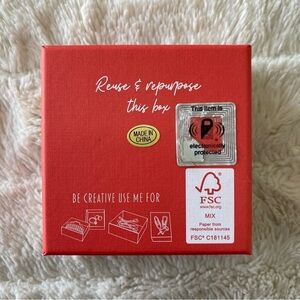 Reuse & repurpose
this box
This item is
electronically
protected
MADE IN
CHINA
BE CREATIVE USE ME FOR
FSC
www.fsc.org
MIX
Paper from
responsible sources
FSC® C181145